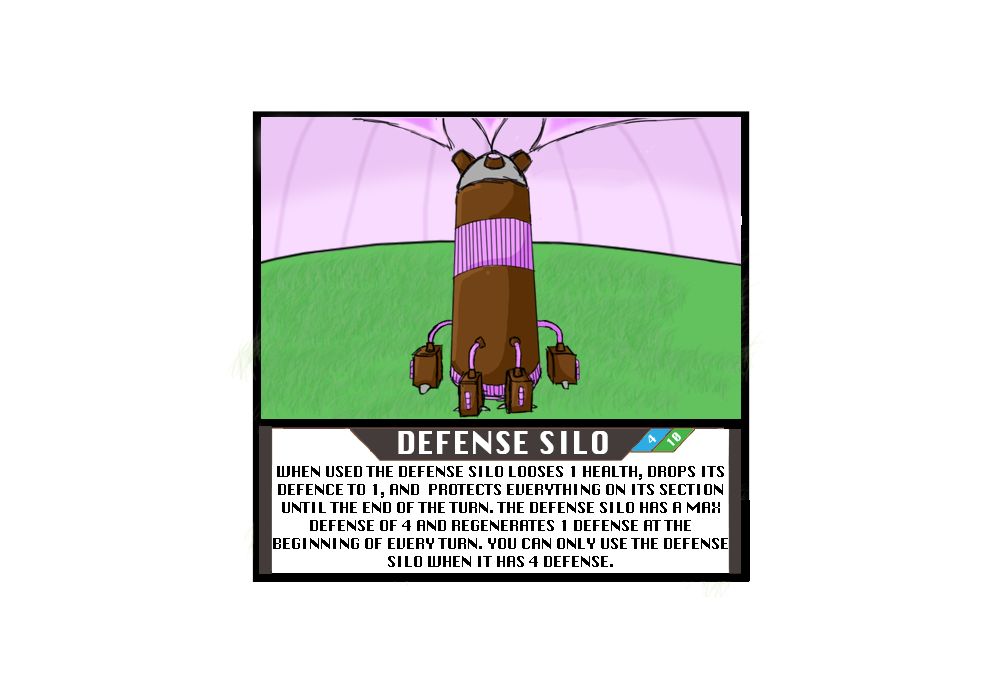 DEFENSE SILO
4
10
WHEN USED THE DEFENSE SILO LOOSES 1 HEALTH, DROPS ITS
DEFENCE TO 1, AND PROTECTS EVERYTHING ON ITS SECTION
UNTIL THE END OF THE TURN. THE DEFENSE SILO HAS A MAX
DEFENSE OF 4 AND REGENERATES 1 DEFENSE AT THE
BEGINNING OF EVERY TURN. YOU CAN ONLY USE THE DEFENSE
SILO WHEN IT HAS 4 DEFENSE.